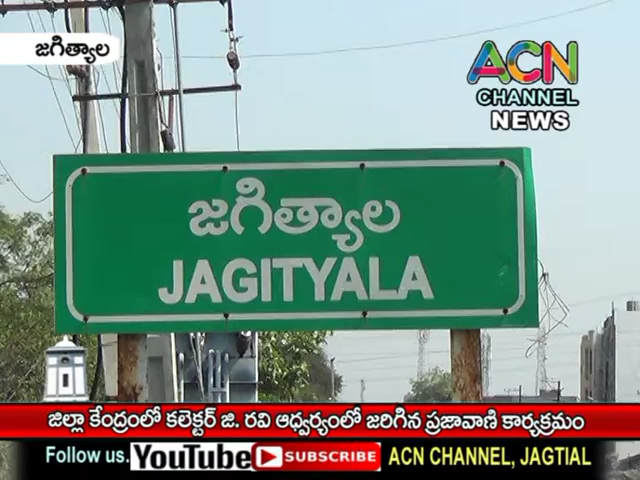 జగిత్యాల
ACN
CHANNEL
NEWS
జగిత్యాల
JAGITYALA
జిల్లా కేంద్రంలో కలెక్టర్ జి. రవి ఆధ్వర్యంలో జరిగిన ప్రజావాణి కార్యక్రమం
Follow us. YouTube SUBSCRIBE ACN CHANNEL, JAGTIAL